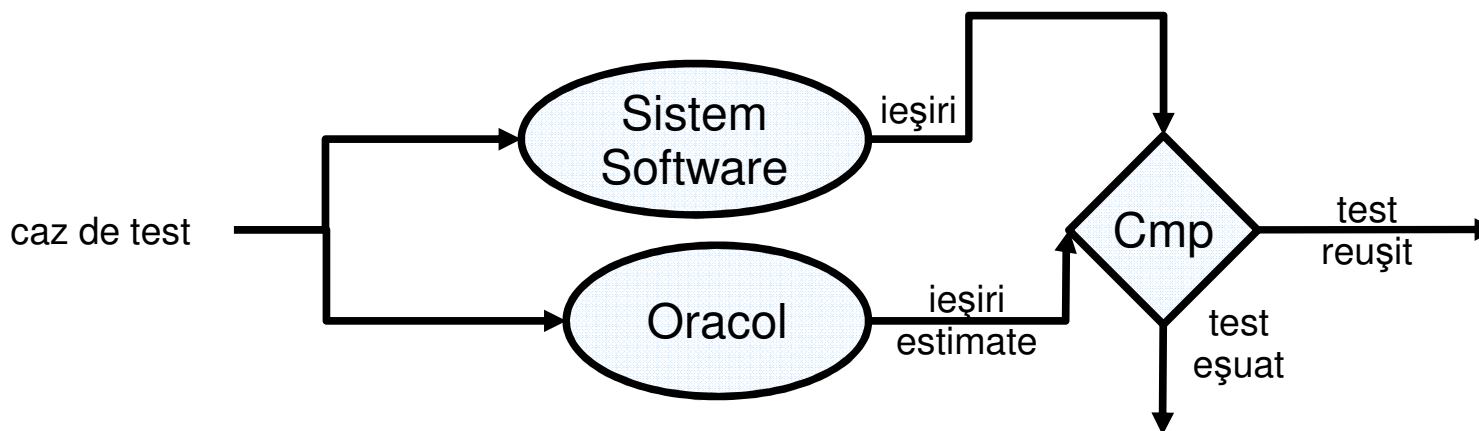 caz de test
Sistem
Software
ieşiri
Oracol
ieşiri
estimate
Cmp
test
reuşit
test
eşuat